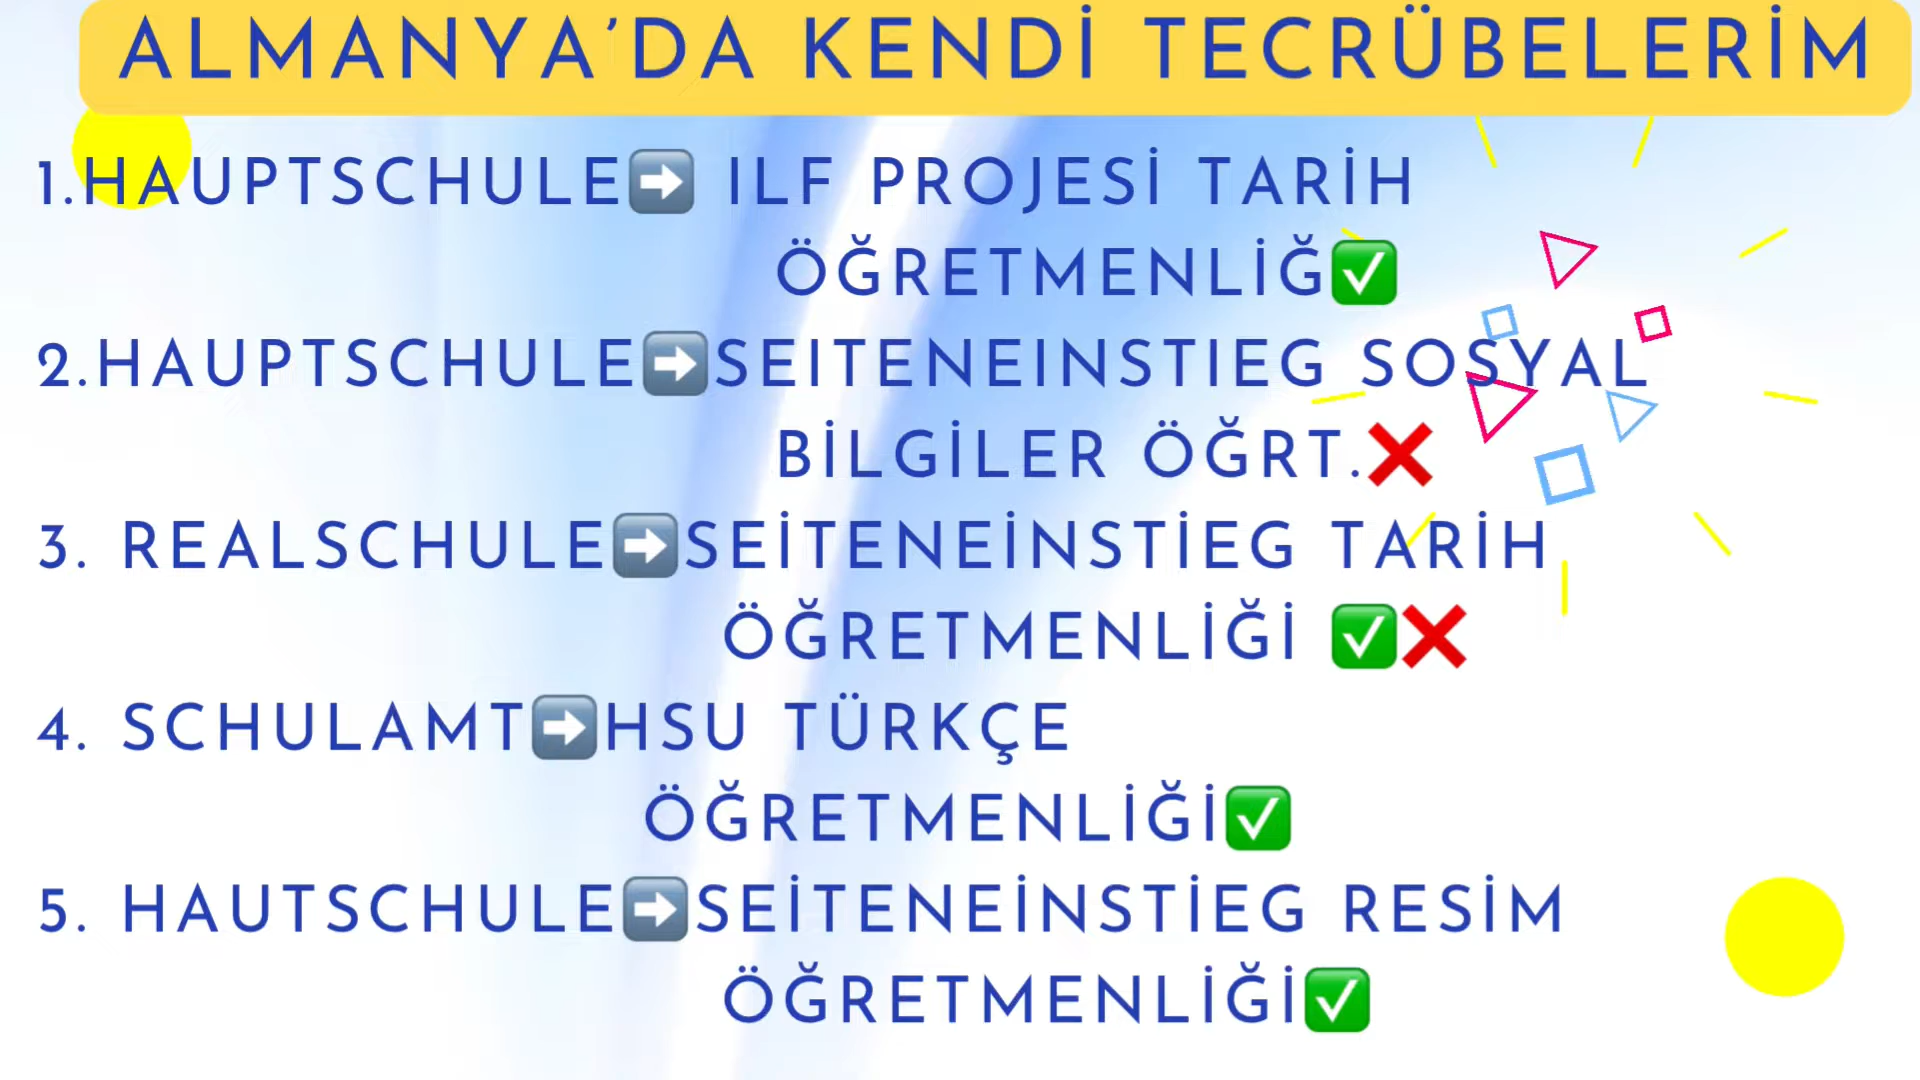 ALMANYA'DA KENDİ TECRÜBELERİM
1.HAUPTSCHULE➡️ ILF PROJESİ TARİH
ÖĞRETMENLİĞ✅
2.HAUPTSCHULE➡️SEITENEINSTIEG SOSYAL
BİLGİLER ÖĞRT.❌
3. REALSCHULE➡️SEİTENEİNSTİEG TARİH
ÖĞRETMENLİĞİ ✅❌
4. SCHULAMT➡️HSU TÜRKÇE
ÖĞRETMENLİĞİ✅
5. HAUTSCHULE➡️SEİTENEİNSTİEG RESİM
ÖĞRETMENLİĞİ✅